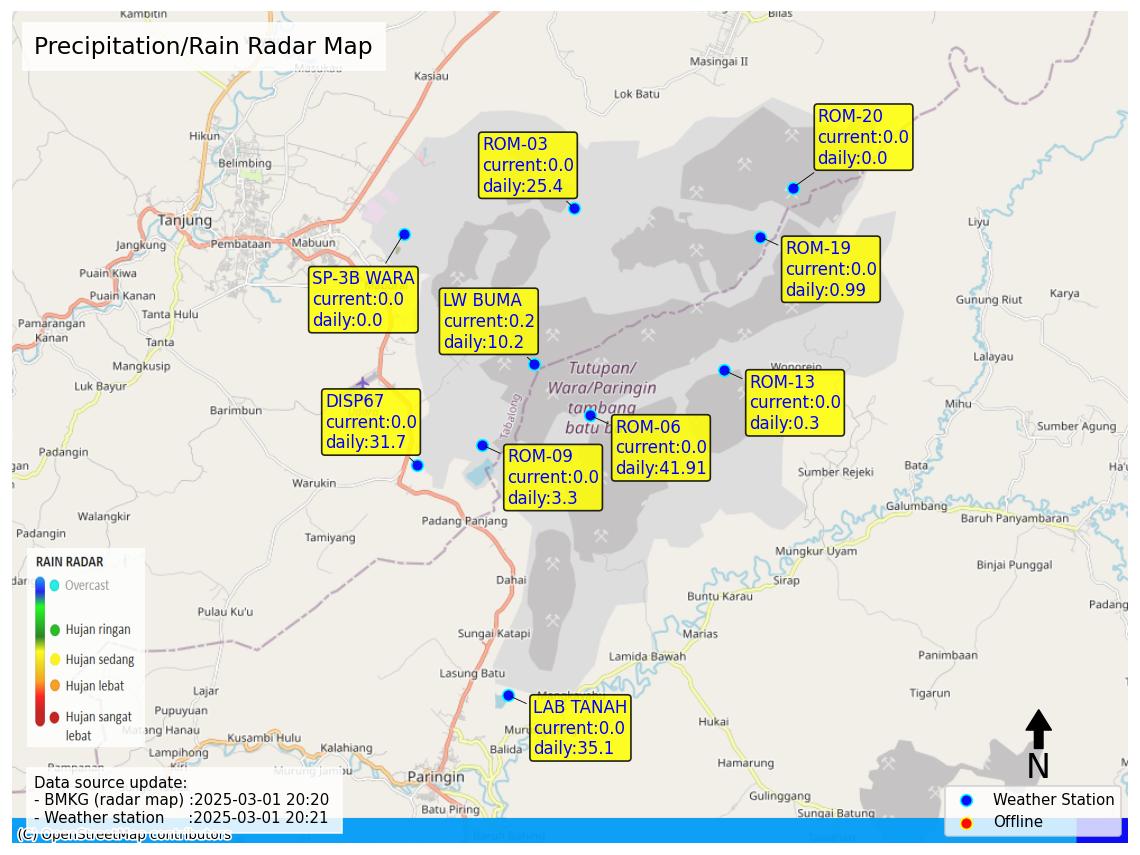 Kambitin
Bilas
Precipitation/Rain Radar Map
Masukau
Kasiau
Masingai II
Lok Batu
Hikun
Belimbing
ROM-20
current:0.0
daily:0.0
ROM-03
current:0.0
daily:25.4
Tanjung
Jangkung
Pembataan
Mabuun
Liyu
ROM-19
current:0.0
daily:0.99
Puain Kiwa
Puain Kanan
SP-3B WARA
current:0.0
daily:0.0
LW BUMA
current:0.2
daily:10.2
Gunung Riut
Karya
Tanta Hulu
Pamarangan
Kanan
Tanta
Mangkusip
Luk Bayur
Lalayau
Wonorejo
Tutupan/
Wara/Paringin
tambang
batu b
Tabalong
ROM-13
current:0.0
daily:0.3
Barimbun
DISP67
current:0.0
daily:31.7
Mihu
Sumber Agung
ROM-06
current:0.0
daily:41.91
ROM-09
current:0.0
daily:3.3
Padangin
gan
Warukin
Sumber Rejeki
Bata
Ha'u
Galumbang
Baruh Panyambaran
Walangkir
Padang Panjang
Padangin
Tamiyang
Mungkur Uyam
Binjai Punggal
RAIN RADAR
Overcast
Hujan ringan
Hujan sedang
Hujan lebat
Hujan sangat
lebat
Dahai
Sirap
Buntu Karau
Padang
Pulau Ku'u
Sungai Katapi
Marias
Lamida Bawah
Panimbaan
Lasung Batu
Lajar
Tigarun
Pupuyuan
LAB TANAH
current:0.0
daily:35.1
Hukai
Matang Hanau
Kusambi Hulu
Kalahiang
Balida
Lampihong
Murung Jambu
Paringin
Hamarung
N
Data source update:
- BMKG (radar map) :2025-03-01 20:20
- Weather station :2025-03-01 20:21
Batu Piring
Gulinggang
Sungai Batung
Weather Station
Offline
(C) OpenStreetMap contributors